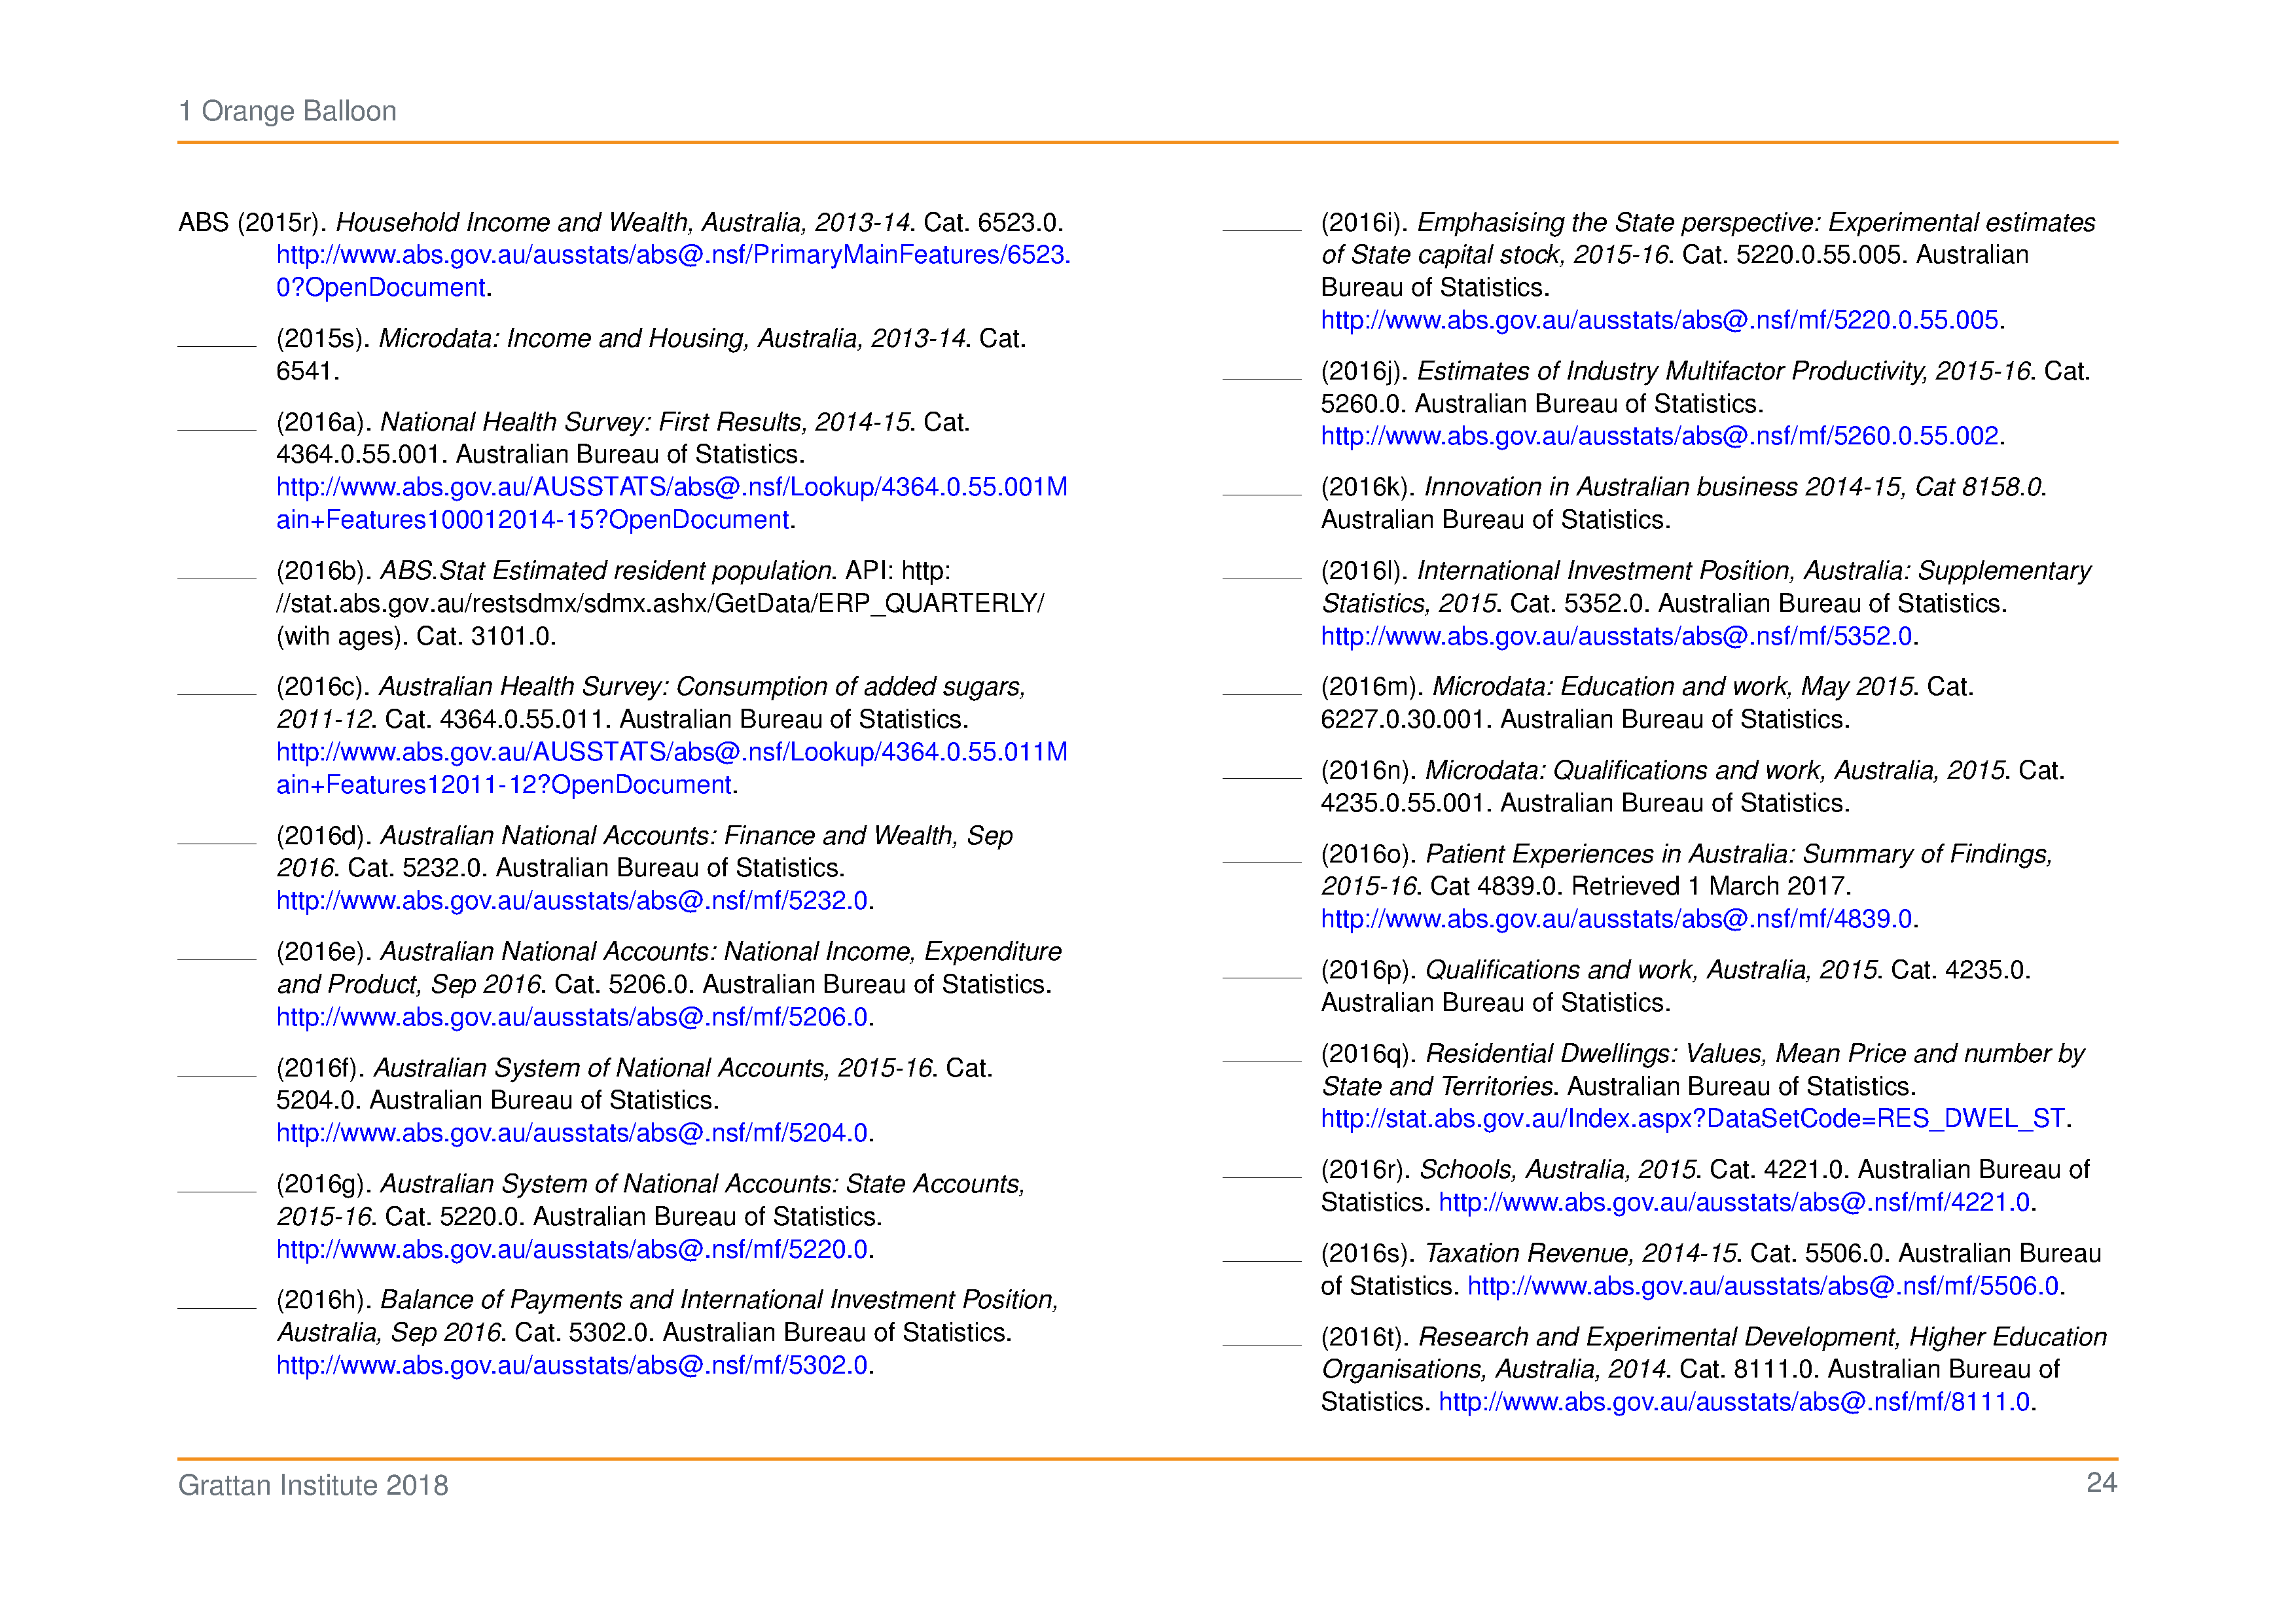 1 Orange Balloon
ABS (2015r). Household Income and Wealth, Australia, 2013-14. Cat. 6523.0.
http://www.abs.gov.au/ausstats/abs@.nsf/PrimaryMainFeatures/6523.
0?OpenDocument.
(2015s). Microdata: Income and Housing, Australia, 2013-14. Cat.
6541.
(2016a). National Health Survey: First Results, 2014-15. Cat.
4364.0.55.001. Australian Bureau of Statistics.
http://www.abs.gov.au/AUSSTATS/abs@.nsf/Lookup/4364.0.55.001M
ain+Features100012014-15?OpenDocument.
(2016b). ABS.Stat Estimated resident population. API: http:
//stat.abs.gov.au/restsdmx/sdmx.ashx/GetData/ERP_QUARTERLY/
(with ages). Cat. 3101.0.
(2016c). Australian Health Survey: Consumption of added sugars,
2011-12. Cat. 4364.0.55.011. Australian Bureau of Statistics.
http://www.abs.gov.au/AUSSTATS/abs@.nsf/Lookup/4364.0.55.011M
ain+Features12011-12?OpenDocument.
(2016d). Australian National Accounts: Finance and Wealth, Sep
2016. Cat. 5232.0. Australian Bureau of Statistics.
http://www.abs.gov.au/ausstats/abs@.nsf/mf/5232.0.
(2016e). Australian National Accounts: National Income, Expenditure
and Product, Sep 2016. Cat. 5206.0. Australian Bureau of Statistics.
http://www.abs.gov.au/ausstats/abs@.nsf/mf/5206.0.
(2016f). Australian System of National Accounts, 2015-16. Cat.
5204.0. Australian Bureau of Statistics.
http://www.abs.gov.au/ausstats/abs@.nsf/mf/5204.0.
(2016g). Australian System of National Accounts: State Accounts,
2015-16. Cat. 5220.0. Australian Bureau of Statistics.
http://www.abs.gov.au/ausstats/abs@.nsf/mf/5220.0.
(2016h). Balance of Payments and International Investment Position,
Australia, Sep 2016. Cat. 5302.0. Australian Bureau of Statistics.
http://www.abs.gov.au/ausstats/abs@.nsf/mf/5302.0.
(2016i). Emphasising the State perspective: Experimental estimates
of State capital stock, 2015-16. Cat. 5220.0.55.005. Australian
Bureau of Statistics.
http://www.abs.gov.au/ausstats/abs@.nsf/mf/5220.0.55.005.
(2016j). Estimates of Industry Multifactor Productivity, 2015-16. Cat.
5260.0. Australian Bureau of Statistics.
http://www.abs.gov.au/ausstats/abs@.nsf/mf/5260.0.55.002.
(2016k). Innovation in Australian business 2014-15, Cat 8158.0.
Australian Bureau of Statistics.
(2016l). International Investment Position, Australia: Supplementary
Statistics, 2015. Cat. 5352.0. Australian Bureau of Statistics.
http://www.abs.gov.au/ausstats/abs@.nsf/mf/5352.0.
(2016m). Microdata: Education and work, May 2015. Cat.
6227.0.30.001. Australian Bureau of Statistics.
(2016n). Microdata: Qualifications and work, Australia, 2015. Cat.
4235.0.55.001. Australian Bureau of Statistics.
(2016o). Patient Experiences in Australia: Summary of Findings,
2015-16. Cat 4839.0. Retrieved 1 March 2017.
http://www.abs.gov.au/ausstats/abs@.nsf/mf/4839.0.
(2016p). Qualifications and work, Australia, 2015. Cat. 4235.0.
Australian Bureau of Statistics.
(2016q). Residential Dwellings: Values, Mean Price and number by
State and Territories. Australian Bureau of Statistics.
http://stat.abs.gov.au/Index.aspx?DataSetCode=RES_DWEL_ST.
(2016r). Schools, Australia, 2015. Cat. 4221.0. Australian Bureau of
Statistics. http://www.abs.gov.au/ausstats/abs@.nsf/mf/4221.0.
(2016s). Taxation Revenue, 2014-15. Cat. 5506.0. Australian Bureau
of Statistics. http://www.abs.gov.au/ausstats/abs@.nsf/mf/5506.0.
(2016t). Research and Experimental Development, Higher Education
Organisations, Australia, 2014. Cat. 8111.0. Australian Bureau of
Statistics. http://www.abs.gov.au/ausstats/abs@.nsf/mf/8111.0.
Grattan Institute 2018
24